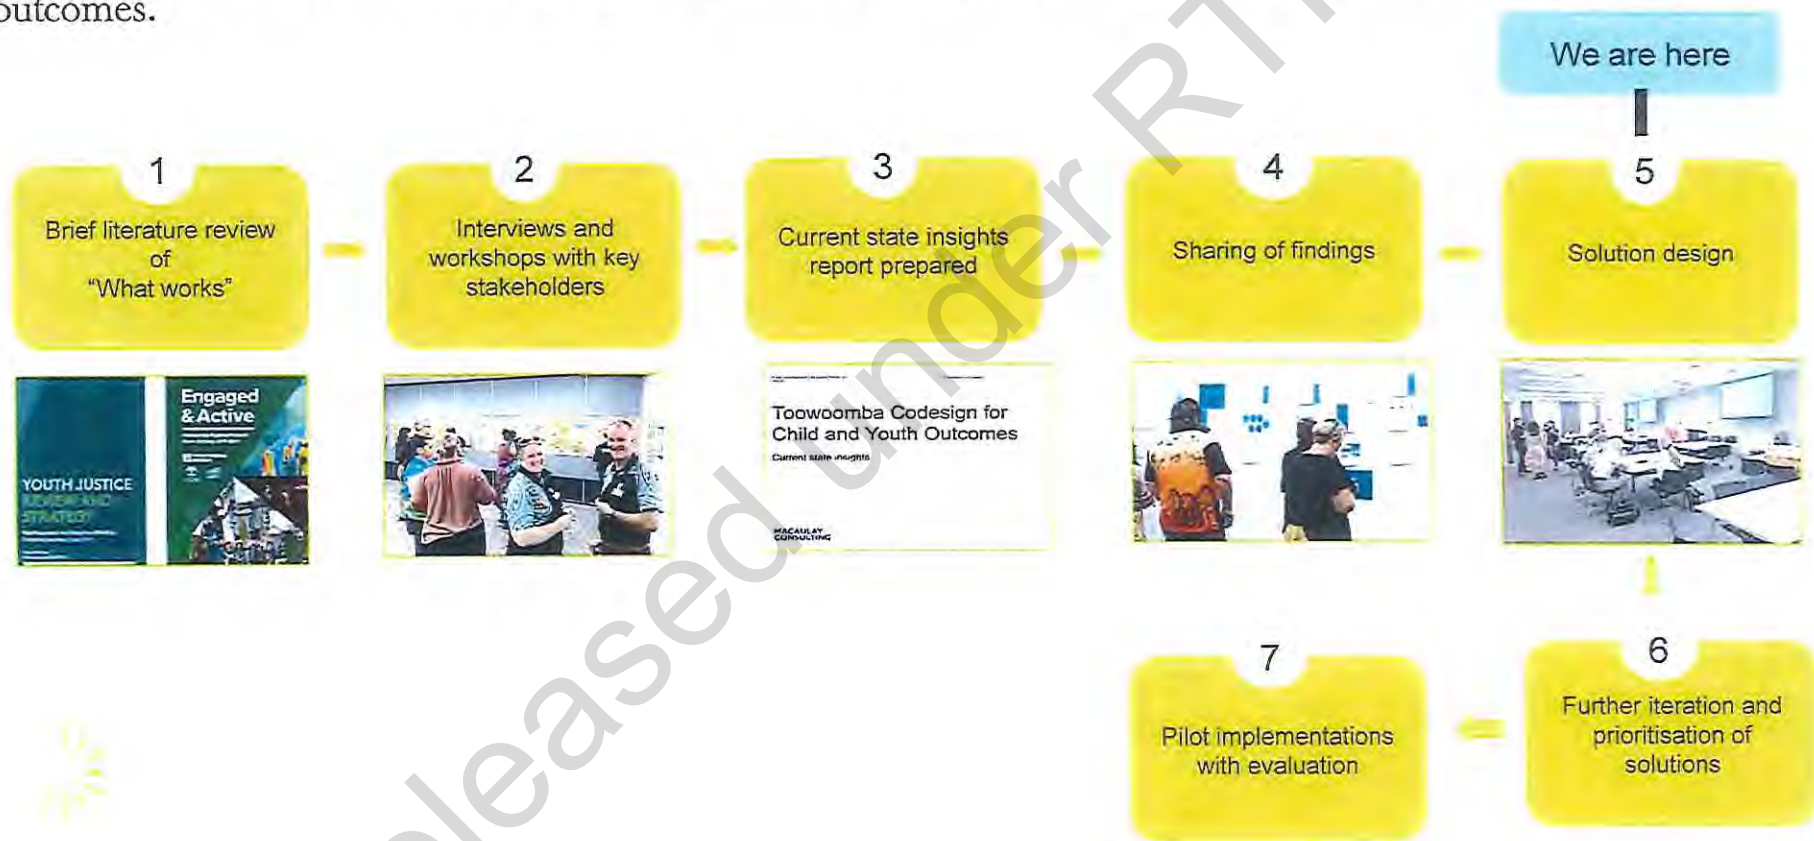 outcomes.
We are here
1
Brief literature review
of
"What works"
2
Interviews and
workshops with key
stakeholders
3
Current state insights
report prepared
4
Sharing of findings
5
Solution design
Engaged
& Active
YOUTH JUSTICE
STRATEGY
Toowoomba Codesign for
Child and Youth Outcomes
Current state insights
MACAULAY
CONSULTING
7
Pilot implementations
with evaluation
6
Further iteration and
prioritisation of
solutions
eleased under RT